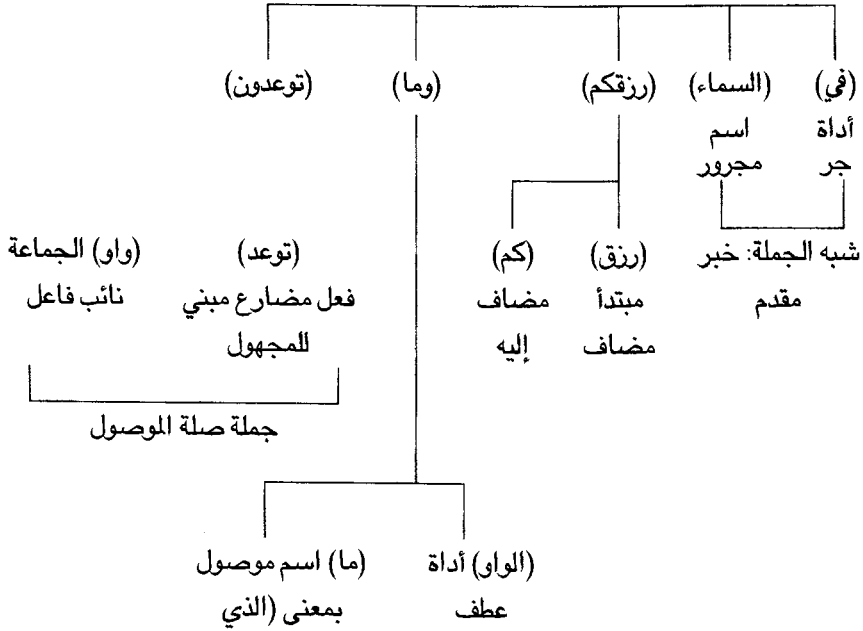 (في) (السماء) (رزقكم) (وما) (توعدون)
أداة اسم
جر مجرور
شبه الجملة: خبر (رزق) (كم) (توعد) (واو) الجماعة
مقدم مبتدأ مضاف فعل مضارع مبني نائب فاعل
مضاف إليه للمجهول
جملة صلة الموصول
(الواو) أداة (ما) اسم موصول
عطف بمعنى (الذي